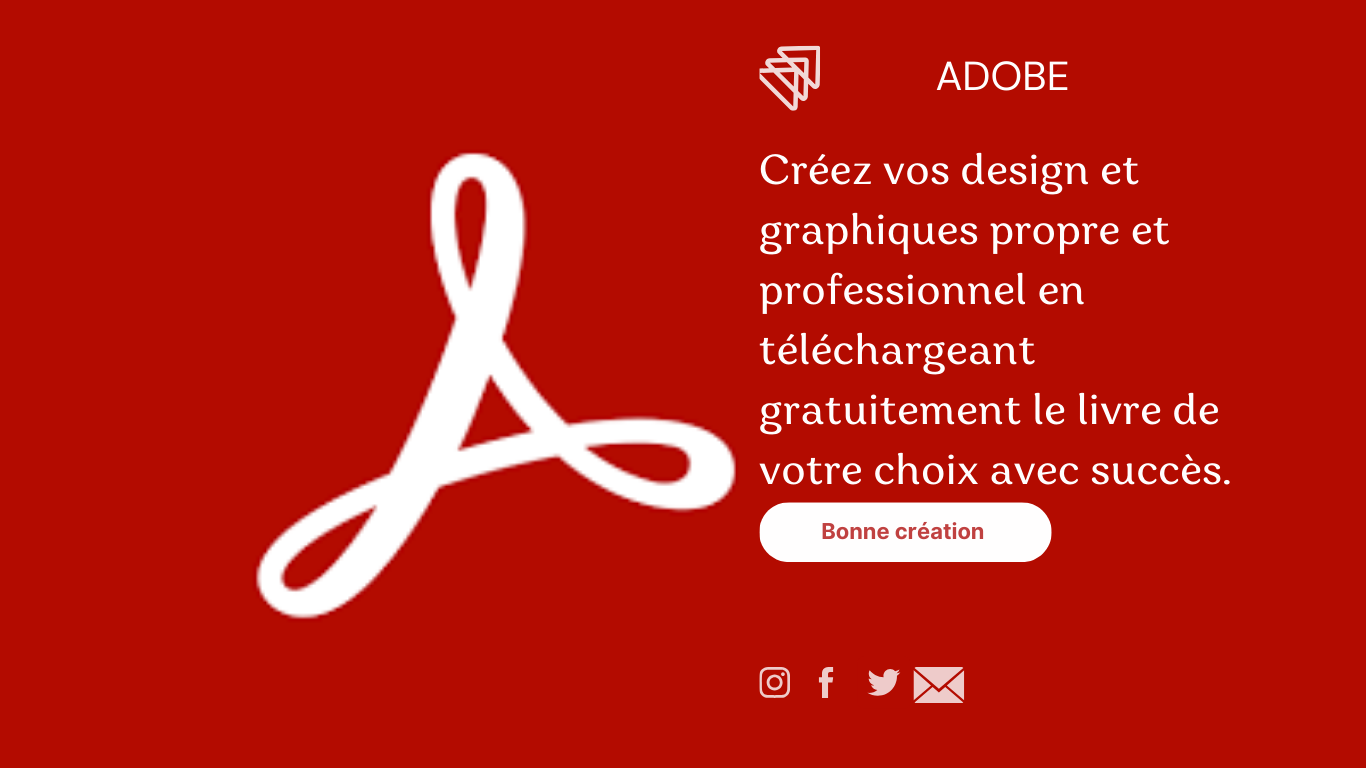 ADOBE
Créez vos design et
graphiques propre et
professionnel en
téléchargeant
gratuitement le livre de
votre choix avec succès.
Bonne création